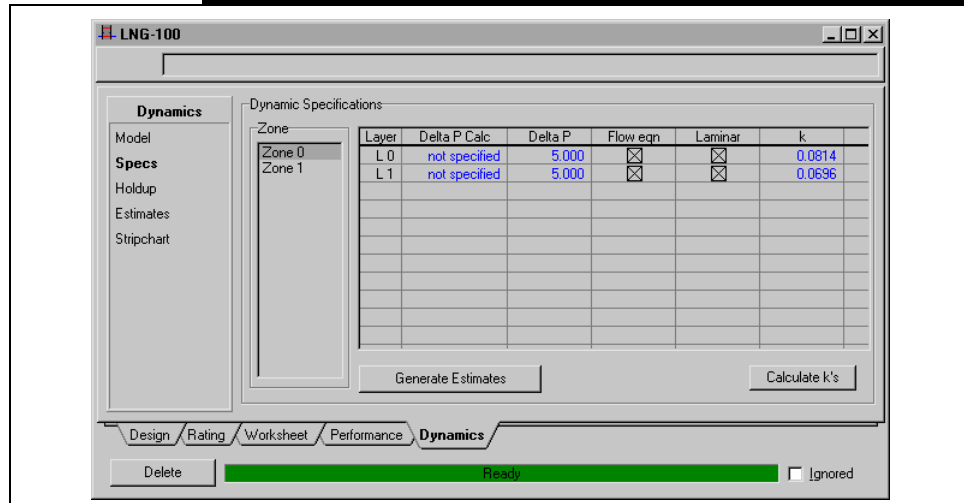 LNG-100
Dynamics
Model
Specs
Holdup
Estimates
Stripchart
Dynamic Specifications
Zone
Zone 0
Zone 1
Layer Delta P Calc Delta P Flow eqn Laminar k
L 0 not specified 5.000 0.0814
L 1 not specified 5.000 0.0696
Generate Estimates Calculate k's
Design Rating Worksheet Performance Dynamics
Delete Ready Ignored